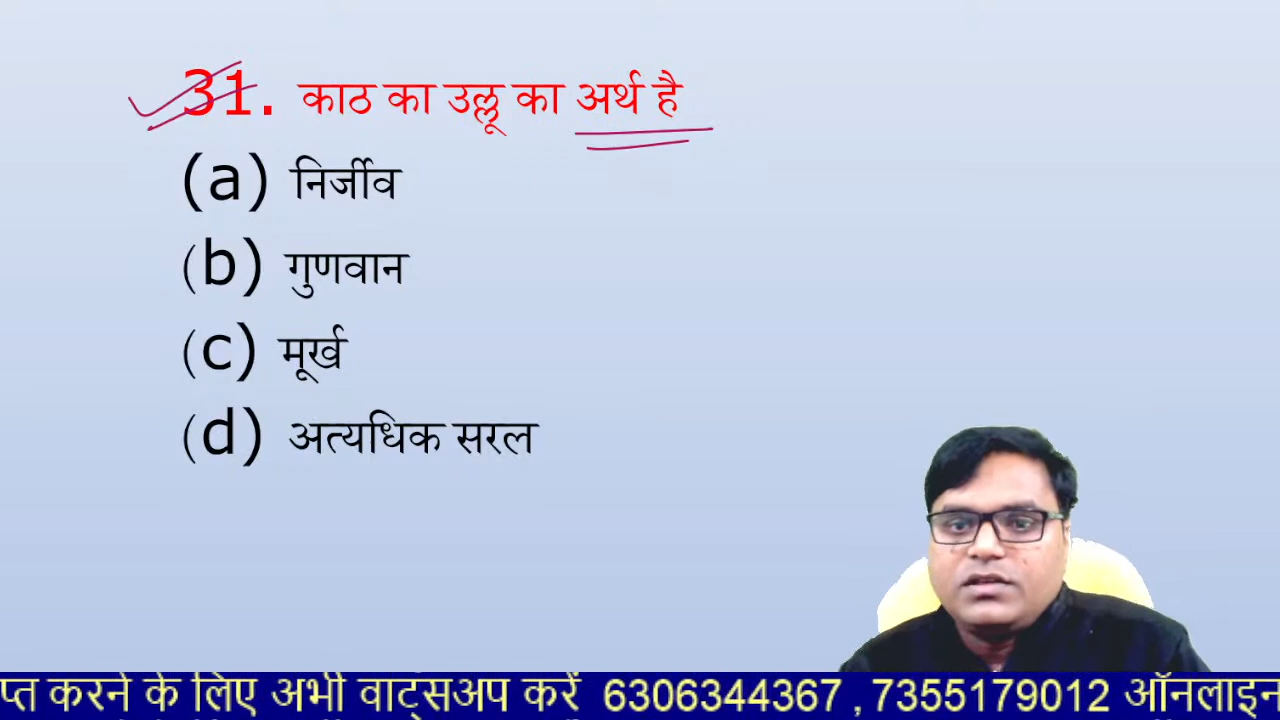 31. काठ का उल्लू का अर्थ है
(a) निर्जीव
(b) गुणवान
(c) मूर्ख
(d) अत्यधिक सरल
प्त करने के लिए अभी वाट्सअप करें 6306344367 , 7355179012 ऑनलाइन